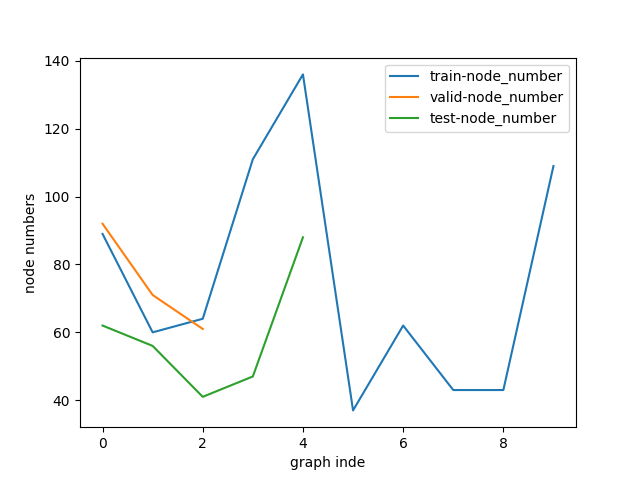 140
120
100
80
60
40
node numbers
0
2
4
6
8
graph inde
train-node_number
valid-node_number
test-node_number